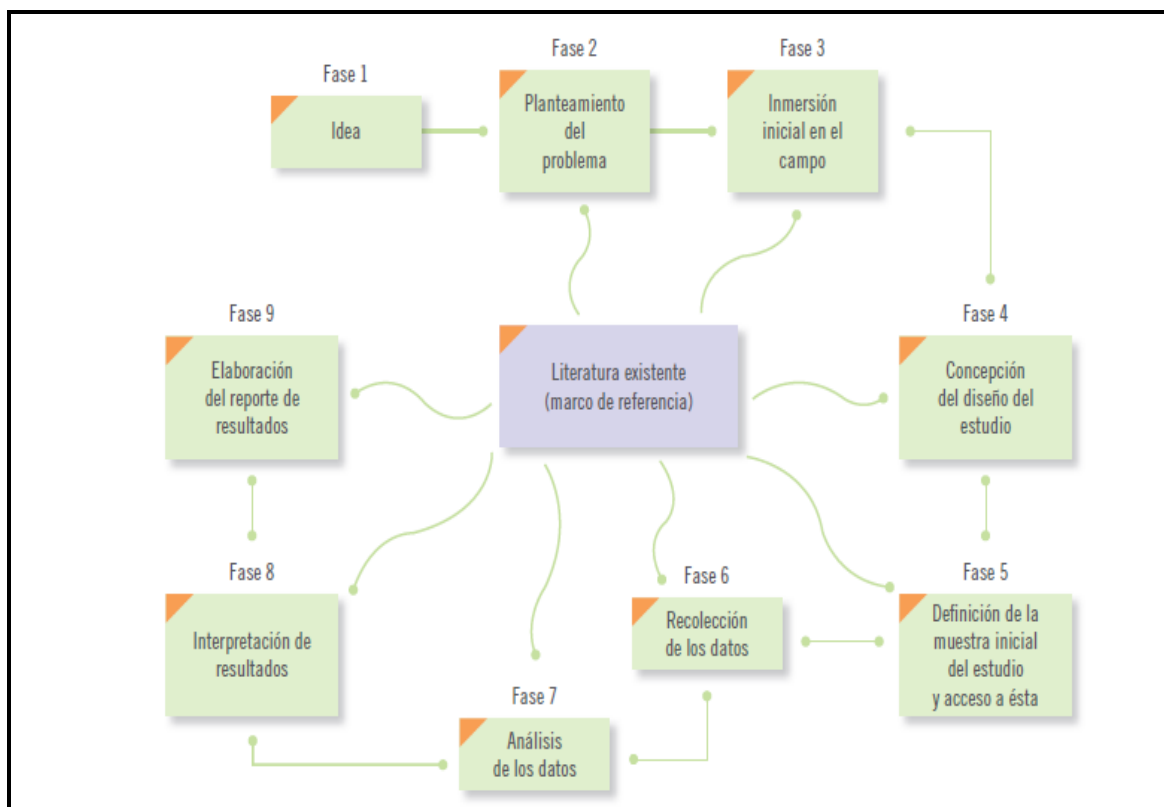 Fase 1
Idea
Fase 2
Planteamiento
del
problema
Fase 3
Inmersión
inicial en el
campo
Fase 4
Concepción
del diseño del
estudio
Fase 5
Definición de la
muestra inicial
del estudio
y acceso a ésta
Fase 6
Recolección
de los datos
Fase 7
Análisis
de los datos
Fase 8
Interpretación de
resultados
Fase 9
Elaboración
del reporte de
resultados
Literatura existente
(marco de referencia)